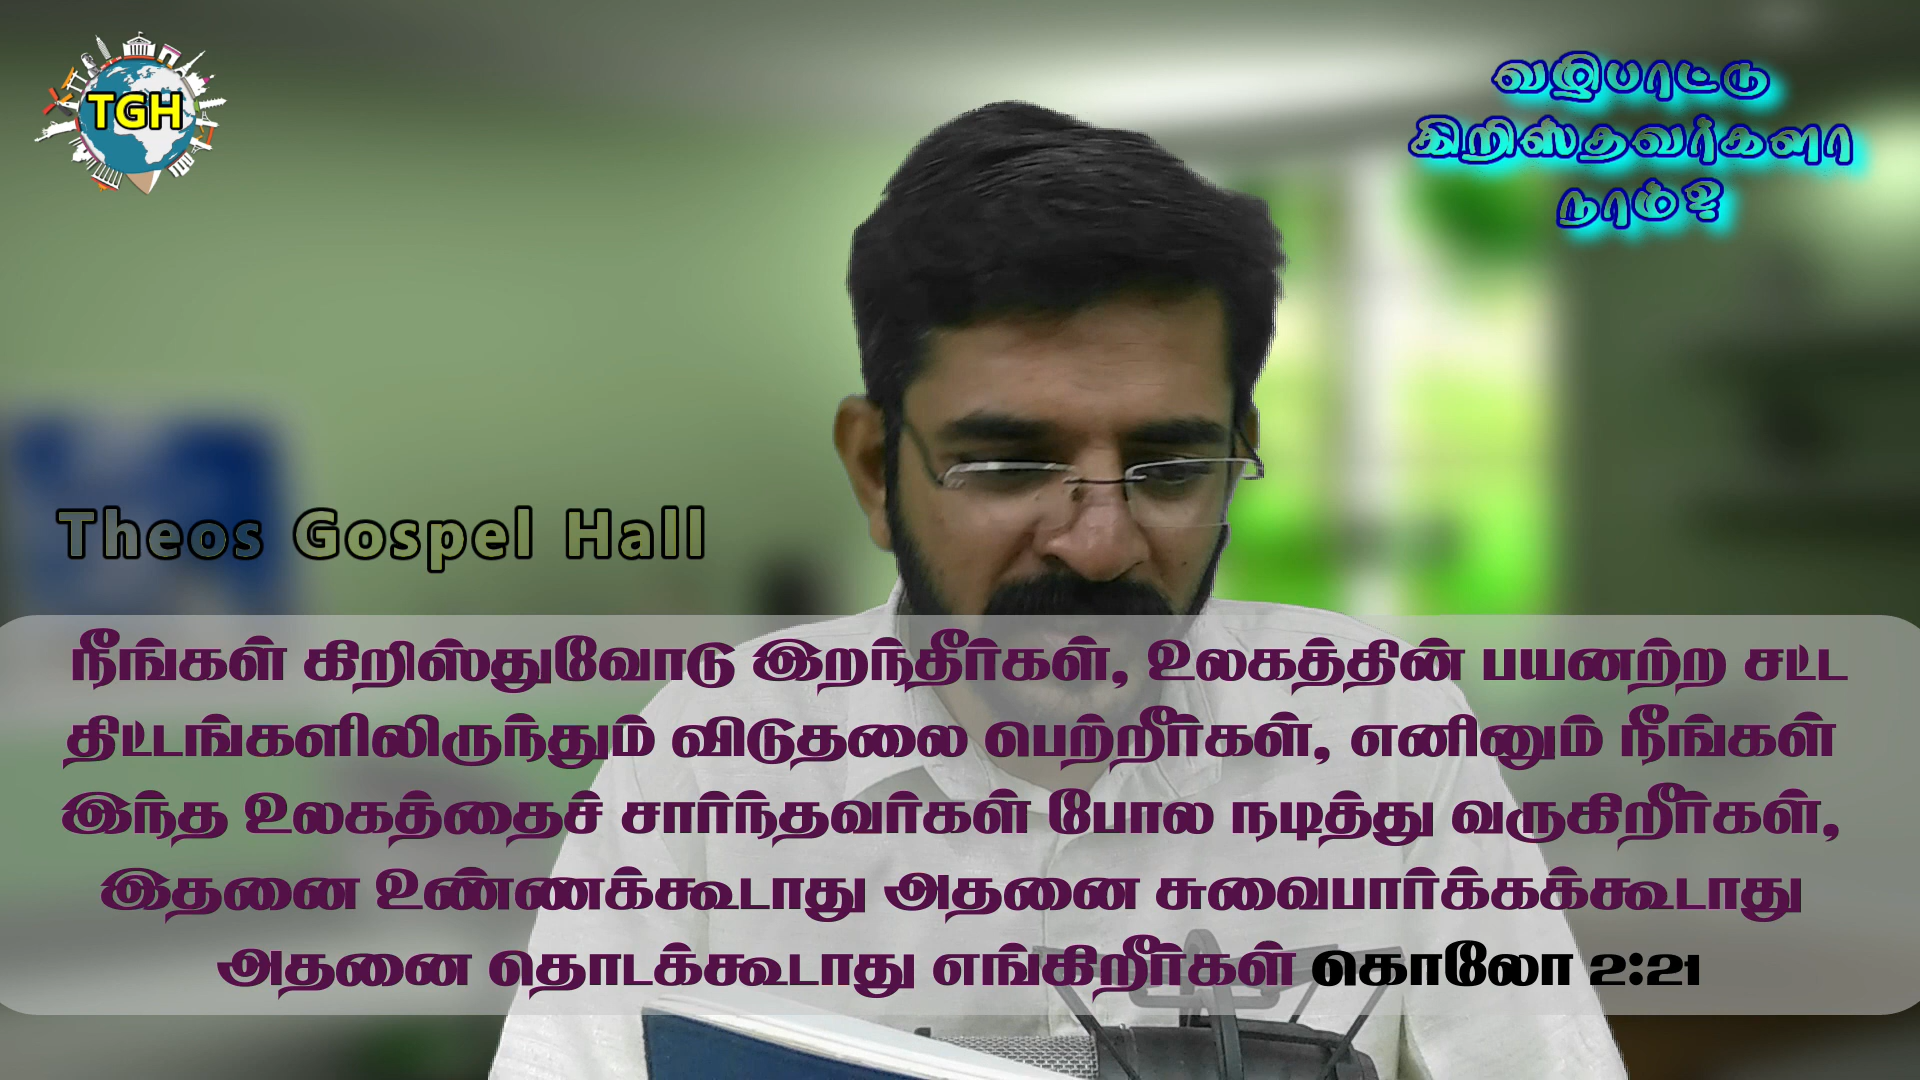 TGH
வழிபாட்டு
கிறிஸ்தவர்களா
நாம்?
Theos Gospel Hall
நீங்கள் கிறிஸ்துவோடு இறந்தீர்கள், உலகத்தின் பயனற்ற சட்ட
திட்டங்களிலிருந்தும் விடுதலை பெற்றீர்கள், எனினும் நீங்கள்
இந்த உலகத்தைச் சார்ந்தவர்கள் போல நடித்து வருகிறீர்கள்,
இதனை உண்ணக்கூடாது அதனை சுவைபார்க்கக்கூடாது
அதனை தொடக்கூடாது எங்கிறீர்கள் கொலோ 2:21